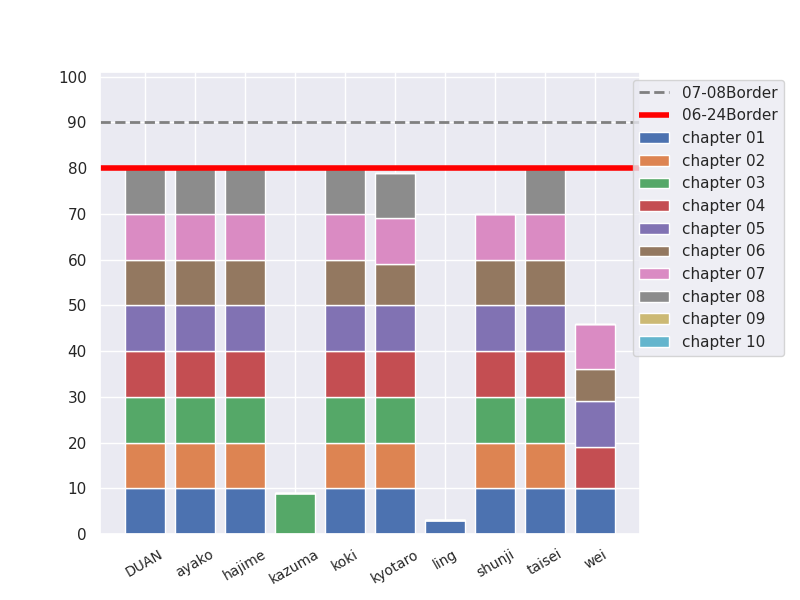 100
90
80
70
60
50
40
30
20
10
0
DUAN
ayako
hajime
kazuma
koki
kyotaro
ling
shunji
taisei
wei
07-08Border
06-24Border
chapter 01
chapter 02
chapter 03
chapter 04
chapter 05
chapter 06
chapter 07
chapter 08
chapter 09
chapter 10